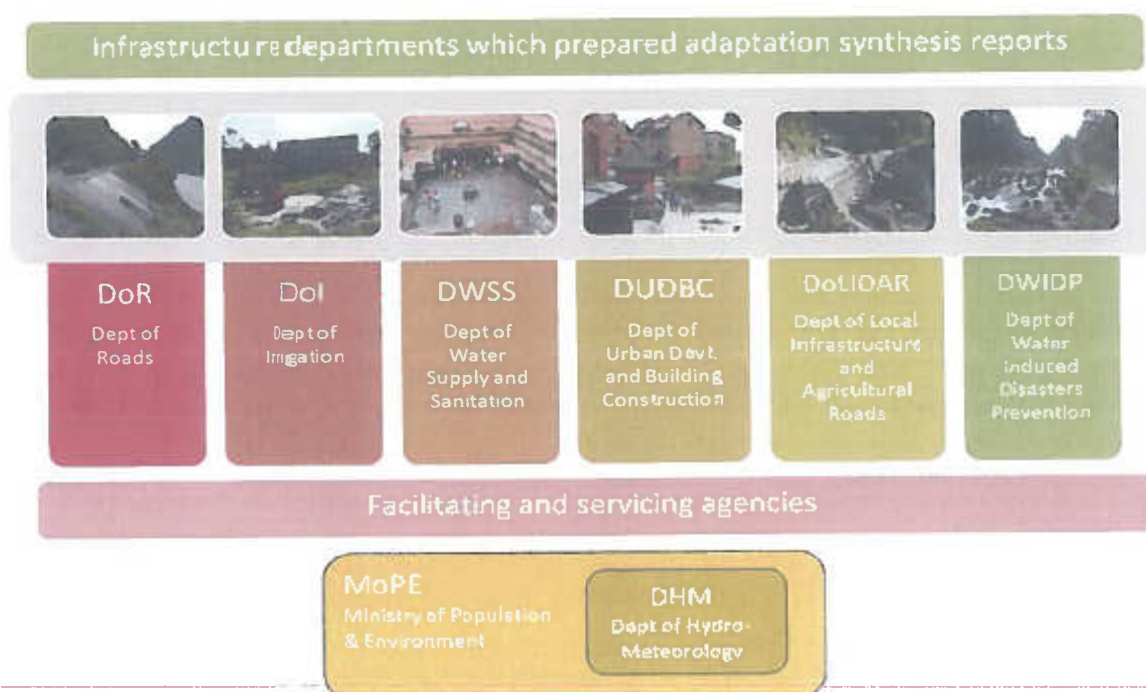 Infrastructure departments which prepared adaptation synthesis reports
DoR
Dept of
Roads
DoI
Dept of
Irrigation
DWSS
Dept of
Water
Supply and
Sanitation
DUDBC
Dept of
Urban Devt.
and Building
Construction
DoLIDAR
Dept of Local
Infrastructure
and
Agricultural
Roads
DWIDP
Dept of
Water
induced
Disasters
Prevention
Facilitating and servicing agencies
MoPE
Ministry of Population
& Environment
DHM
Dept of Hydro-
Meteorology